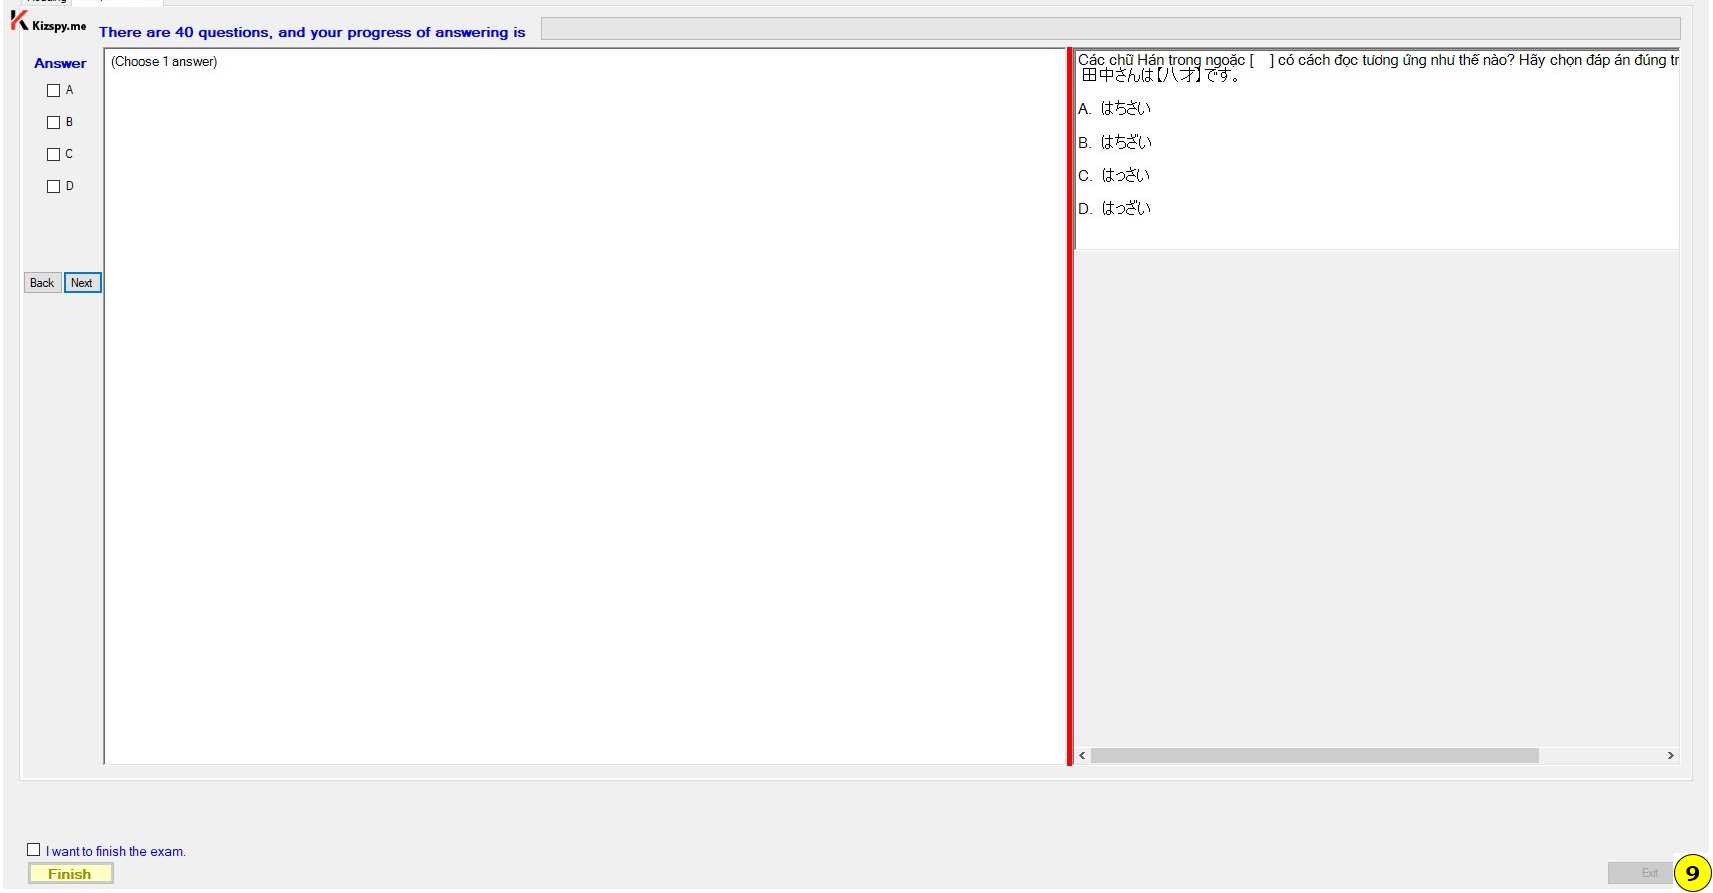 Kizspy.me
There are 40 questions, and your progress of answering is
Answer
(Choose 1 answer)
A
B
C
D
Back
Next
Các chữ Hán trong ngoặc [ ] có cách đọc tương ứng như thế nào? Hãy chọn đáp án đúng tr
田中さんは【八才】です。
A. はちさい
B. はちざい
C. はっさい
D. はっざい
I want to finish the exam.
Finish
Exit
9